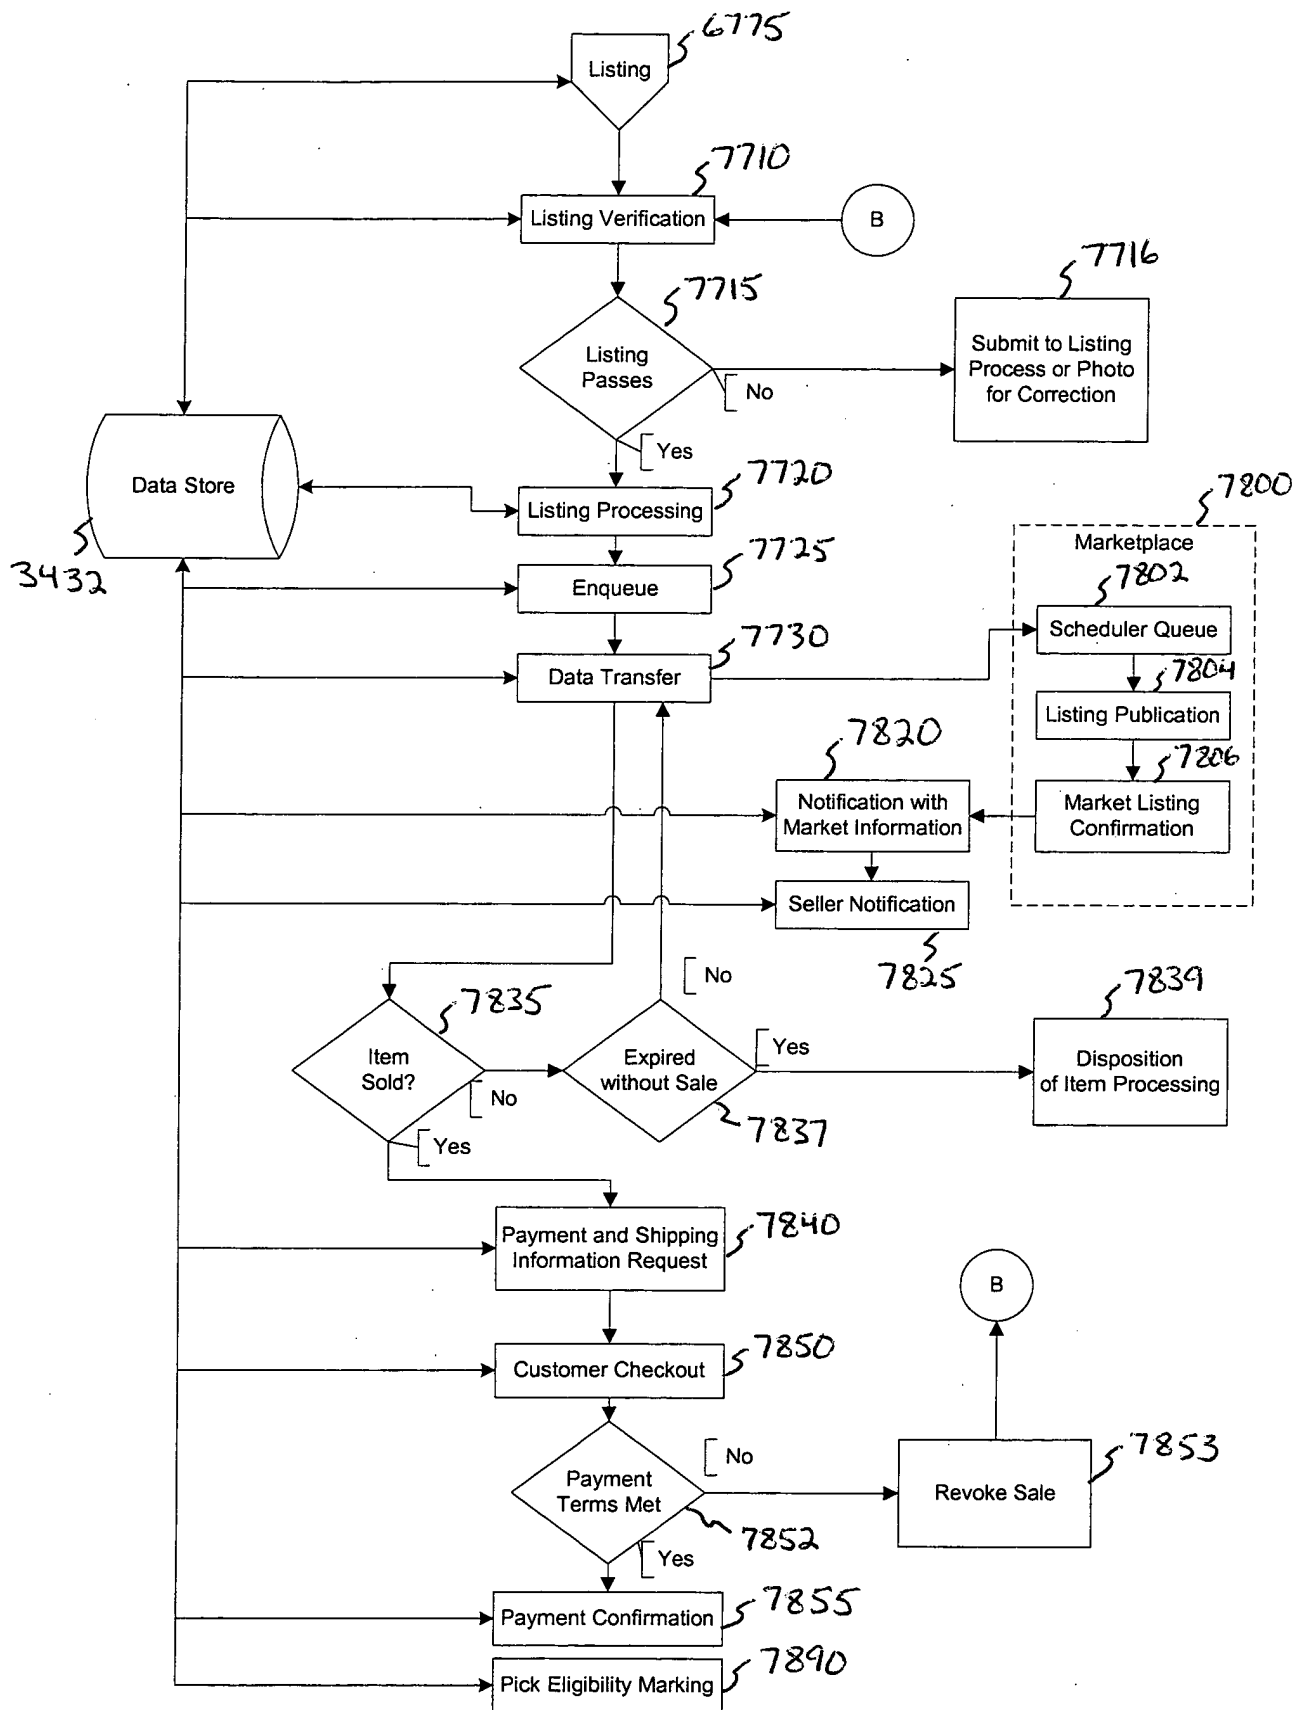 6775
Listing
7710
Listing Verification
B
7716
7715
Listing
Passes
Submit to Listing
Process or Photo
for Correction
No
Yes
Data Store
7720
Listing Processing
7800
Marketplace
3432
7725
Enqueue
7802
Scheduler Queue
7730
Data Transfer
7804
Listing Publication
7820
7806
Notification with
Market Information
Market Listing
Confirmation
Seller Notification
7825
No
7839
7835
Item
Sold?
No
Expired
without Sale
Yes
Disposition
of Item Processing
7837
Yes
Payment and Shipping
Information Request
7840
B
7850
Customer Checkout
No
7853
Payment
Terms Met
Revoke Sale
7852
Yes
7855
Payment Confirmation
7890
Pick Eligibility Marking